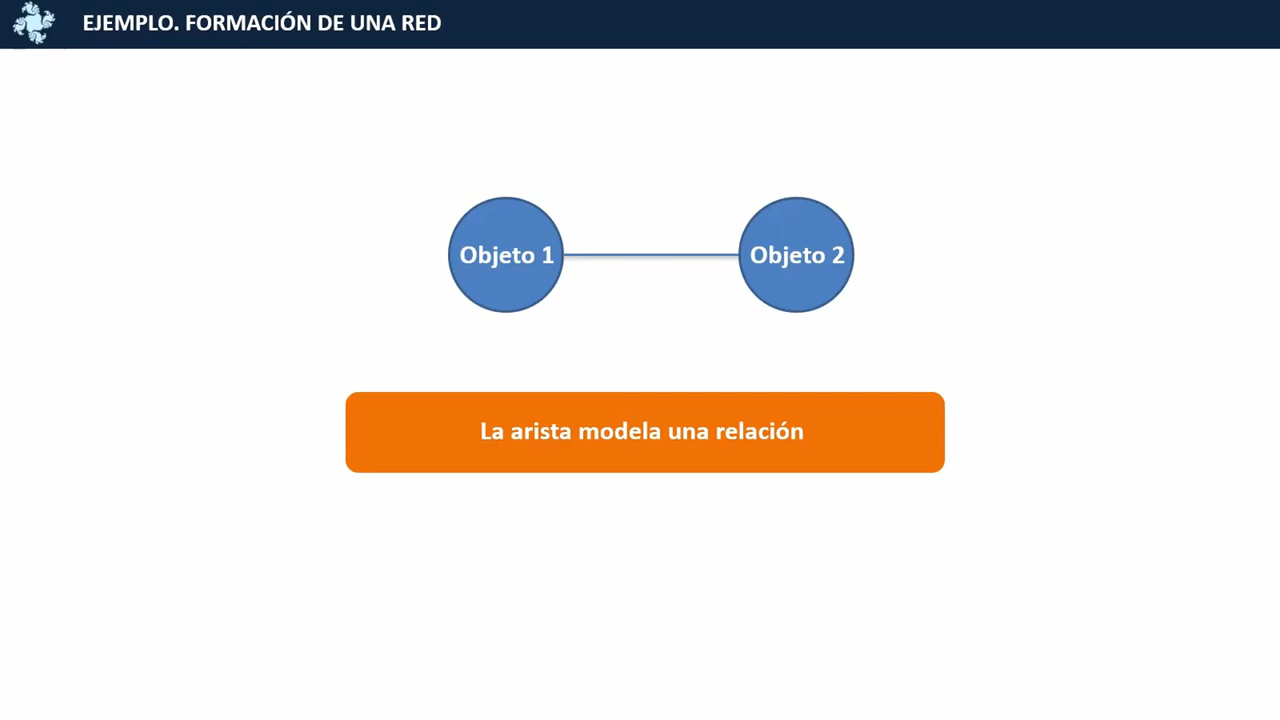 EJEMPLO. FORMACIÓN DE UNA RED
Objeto 1
Objeto 2
La arista modela una relación